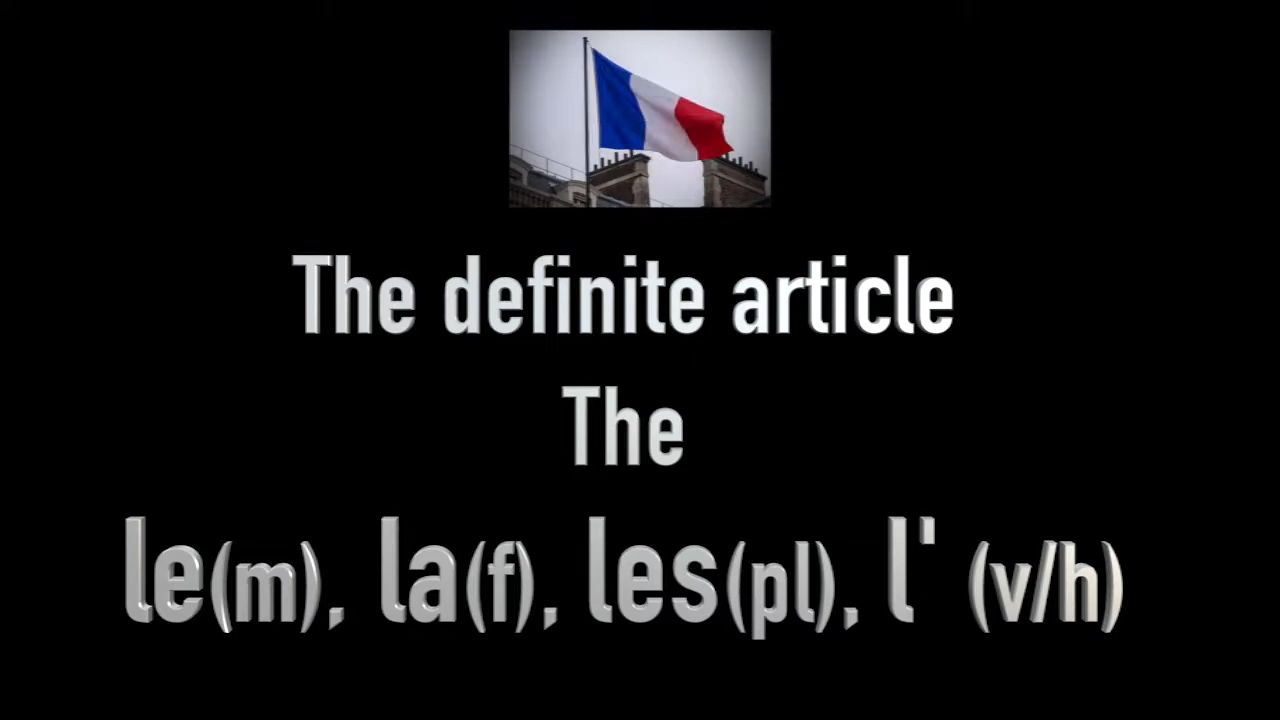 The definite article
The
le(m), la(f), les(pl), l' (v/h)